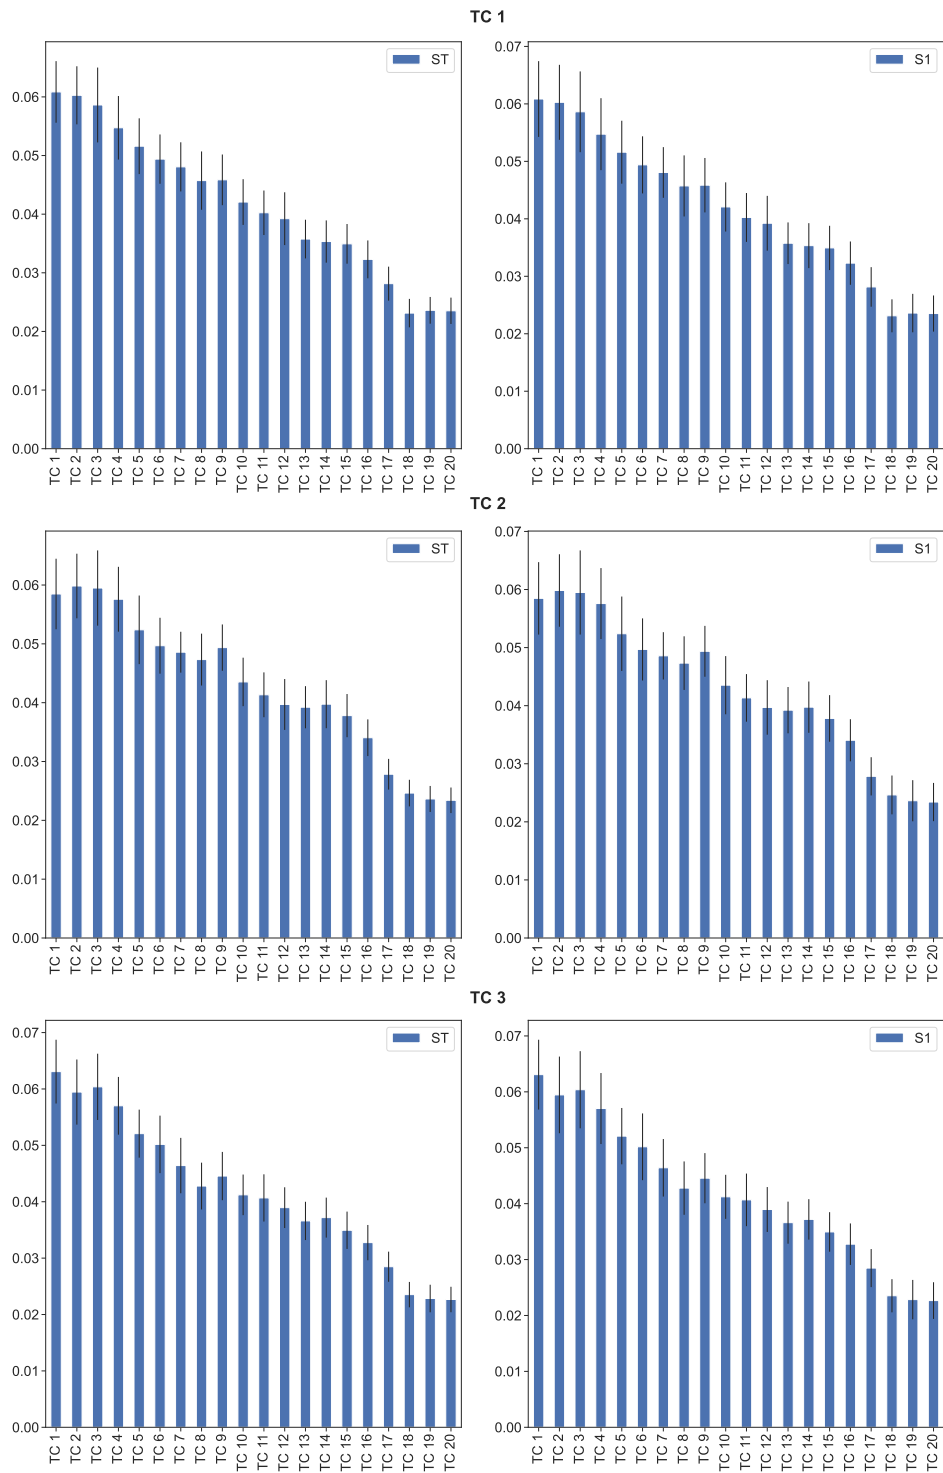 TC 1
ST
0.06
0.05
0.04
0.03
0.02
0.01
0.00
TC 1
TC 2
TC 3
TC 4
TC 5
TC 6
TC 7
TC 8
TC 9
TC 10
TC 11
TC 12
TC 13
TC 14
TC 15
TC 16
TC 17
TC 18
TC 19
TC 20
S1
0.07
0.06
0.05
0.04
0.03
0.02
0.01
0.00
TC 1
TC 2
TC 3
TC 4
TC 5
TC 6
TC 7
TC 8
TC 9
TC 10
TC 11
TC 12
TC 13
TC 14
TC 15
TC 16
TC 17
TC 18
TC 19
TC 20
TC 2
ST
0.06
0.05
0.04
0.03
0.02
0.01
0.00
TC 1
TC 2
TC 3
TC 4
TC 5
TC 6
TC 7
TC 8
TC 9
TC 10
TC 11
TC 12
TC 13
TC 14
TC 15
TC 16
TC 17
TC 18
TC 19
TC 20
S1
0.07
0.06
0.05
0.04
0.03
0.02
0.01
0.00
TC 1
TC 2
TC 3
TC 4
TC 5
TC 6
TC 7
TC 8
TC 9
TC 10
TC 11
TC 12
TC 13
TC 14
TC 15
TC 16
TC 17
TC 18
TC 19
TC 20
TC 3
ST
0.07
0.06
0.05
0.04
0.03
0.02
0.01
0.00
TC 1
TC 2
TC 3
TC 4
TC 5
TC 6
TC 7
TC 8
TC 9
TC 10
TC 11
TC 12
TC 13
TC 14
TC 15
TC 16
TC 17
TC 18
TC 19
TC 20
S1
0.07
0.06
0.05
0.04
0.03
0.02
0.01
0.00
TC 1
TC 2
TC 3
TC 4
TC 5
TC 6
TC 7
TC 8
TC 9
TC 10
TC 11
TC 12
TC 13
TC 14
TC 15
TC 16
TC 17
TC 18
TC 19
TC 20